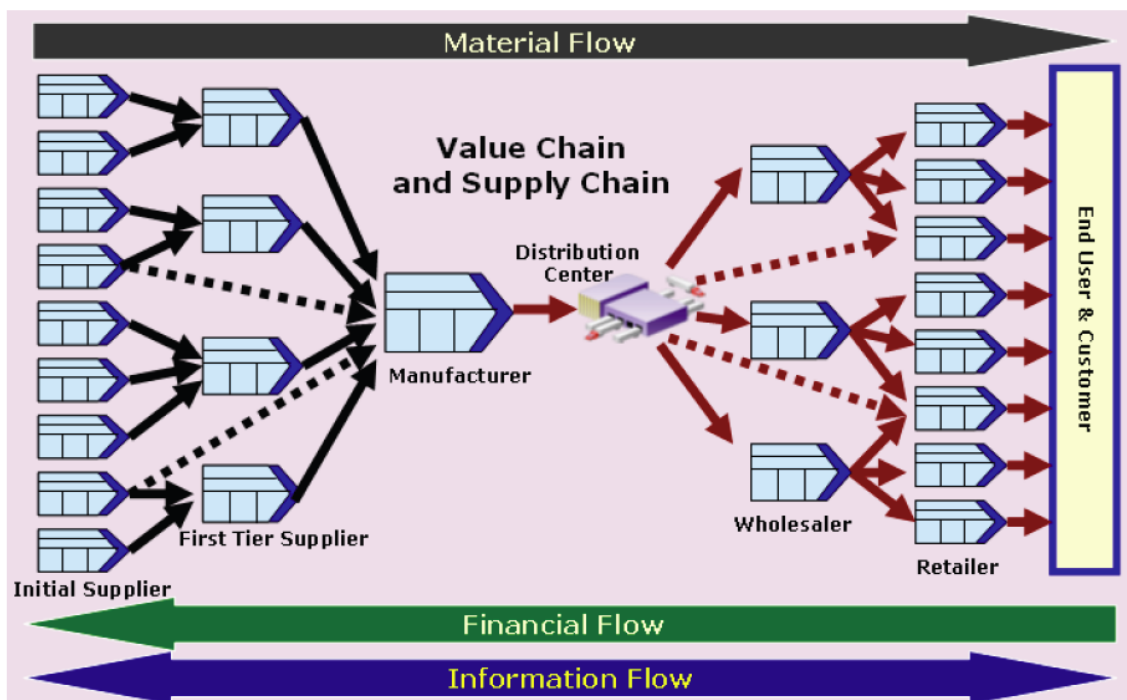 Material Flow
Value Chain
and Supply Chain
Distribution
Center
Manufacturer
First Tier Supplier
Initial Supplier
Wholesaler
Retailer
End User & Customer
Financial Flow
Information Flow